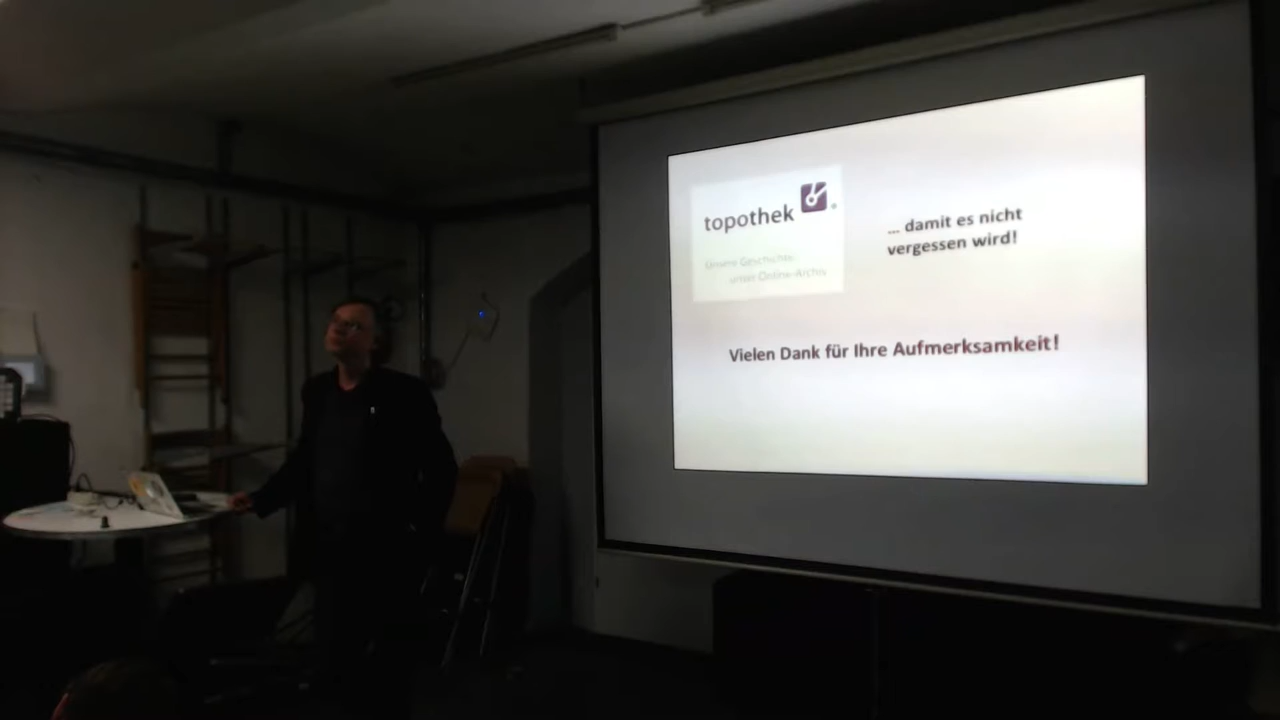 topothek
Unsere Geschichte,
unser Online-Archiv
... damit es nicht
vergessen wird!
Vielen Dank für Ihre Aufmerksamkeit!